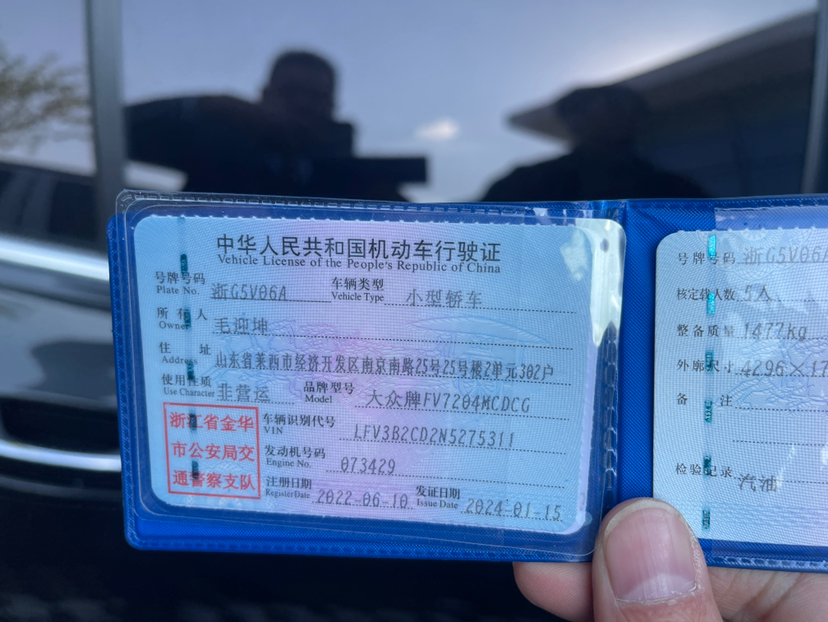 中华人民共和国机动车行驶证
Vehicle License of the People's Republic of China
号牌号码 Plate No. 浙G5V06A 车辆类型 Vehicle Type 小型轿车
所有人 Owner 毛迎坤
住址 Address 山东省莱西市经济开发区南京南路25号25号楼2单元302户
使用性质 Use Character 非营运 品牌型号 Model 大众牌FV7204MCDCG
浙江省金华
市公安局交
通警察支队
车辆识别代号 VIN LFV3B2CD2N5275311
发动机号码 Engine No. 073429
注册日期 Register Date 2022-06-10 发证日期 Issue Date 2024-01-15
号牌号码 浙G5V06A
核定载人数 5人
整备质量 1477kg
外廓尺寸 4296×17
备注
检验记录 汽油